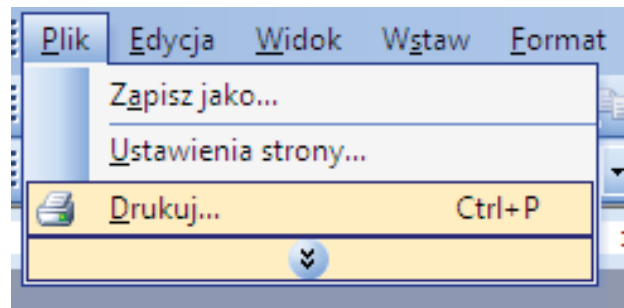 Plik Edycja Widok Wstaw Format
Zapisz jako...
Ustawienia strony...
Drukuj... Ctrl+P